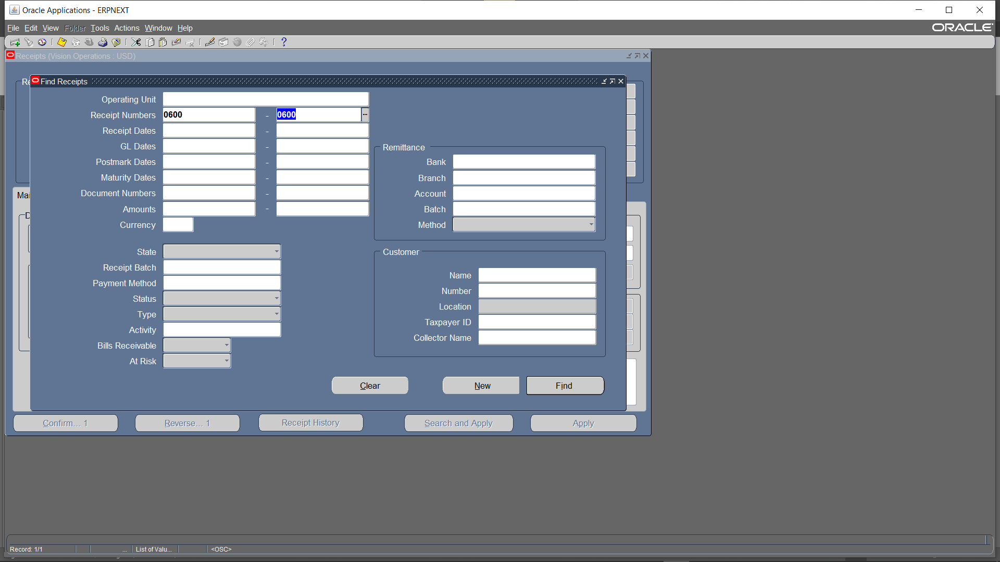 Oracle Applications - ERPNEXT
File Edit View Folder Tools Actions Window Help
ORACLE
Receipts (Vision Operations : USD)
Re
Find Receipts
Operating Unit
Receipt Numbers 0600 - 0600 ...
Receipt Dates -
GL Dates -
Postmark Dates -
Maturity Dates -
Document Numbers -
Amounts -
Currency
Remittance
Bank
Branch
Account
Batch
Method
Mai
D
State
Receipt Batch
Payment Method
Status
Type
Activity
Bills Receivable
At Risk
Customer
Name
Number
Location
Taxpayer ID
Collector Name
Clear New Find
Confirm... 1 Reverse... 1 Receipt History Search and Apply Apply
Record: 1/1 ... List of Valu... <OSC>